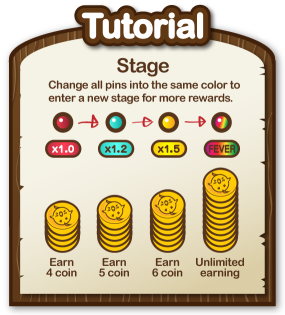 Tutorial
Stage
Change all pins into the same color to
enter a new stage for more rewards.
x1.0 x1.2 x1.5 FEVER
Earn 4 coin
Earn 5 coin
Earn 6 coin
Unlimited earning